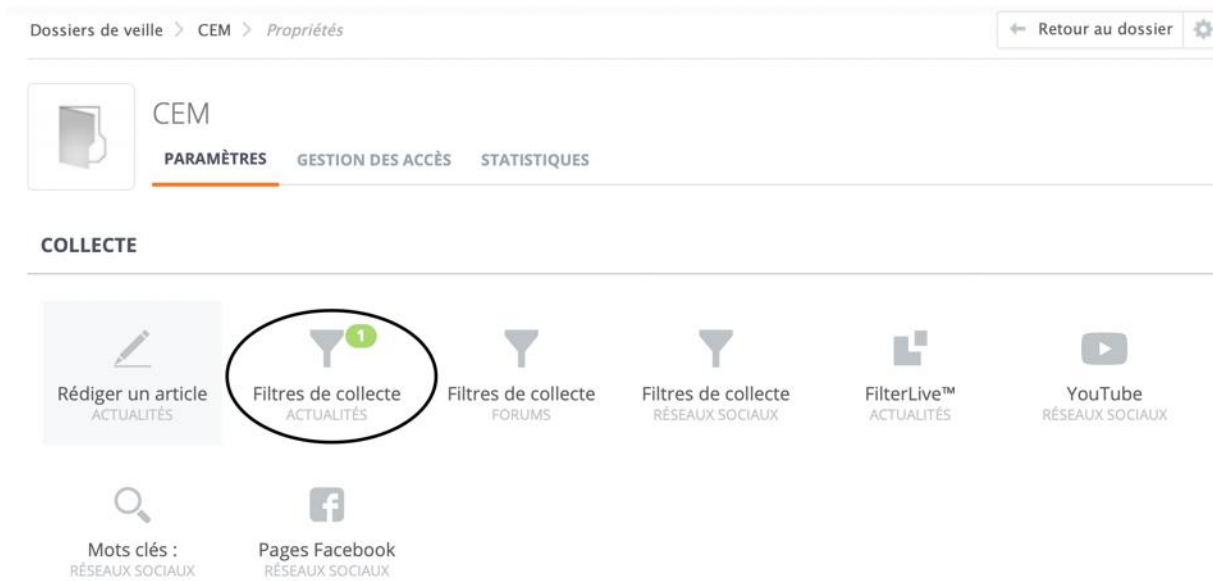 Dossiers de veille > CEM > Propriétés
← Retour au dossier
CEM
PARAMÈTRES GESTION DES ACCÈS STATISTIQUES
COLLECTE
1
Rédiger un article Filtres de collecte Filtres de collecte Filtres de collecte FilterLive™ YouTube
ACTUALITÉS ACTUALITÉS FORUMS RÉSEAUX SOCIAUX ACTUALITÉS RÉSEAUX SOCIAUX
Mots clés : Pages Facebook
RÉSEAUX SOCIAUX RÉSEAUX SOCIAUX